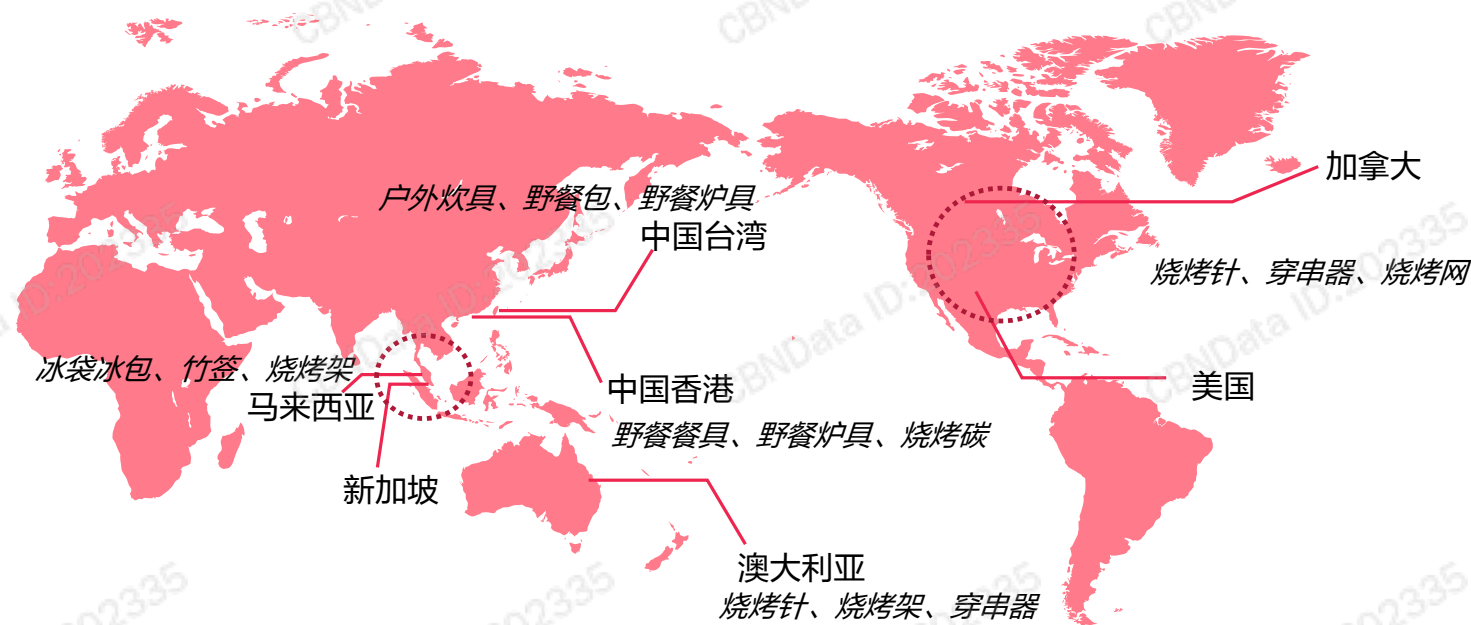 加拿大
户外炊具、野餐包、野餐炉具
中国台湾
烧烤针、穿串器、烧烤网
冰袋冰包、竹签、烧烤架
马来西亚
中国香港
美国
野餐餐具、野餐炉具、烧烤碳
新加坡
澳大利亚
烧烤针、烧烤架、穿串器
CBNData ID:202335